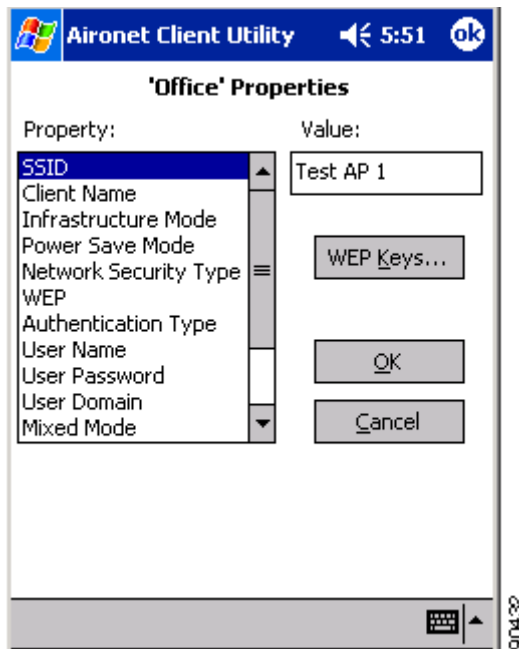 Aironet Client Utility 5:51 ok
'Office' Properties
Property: Value:
SSID
Client Name
Infrastructure Mode
Power Save Mode
Network Security Type
WEP
Authentication Type
User Name
User Password
User Domain
Mixed Mode
Test AP 1
WEP Keys...
OK
Cancel
90432